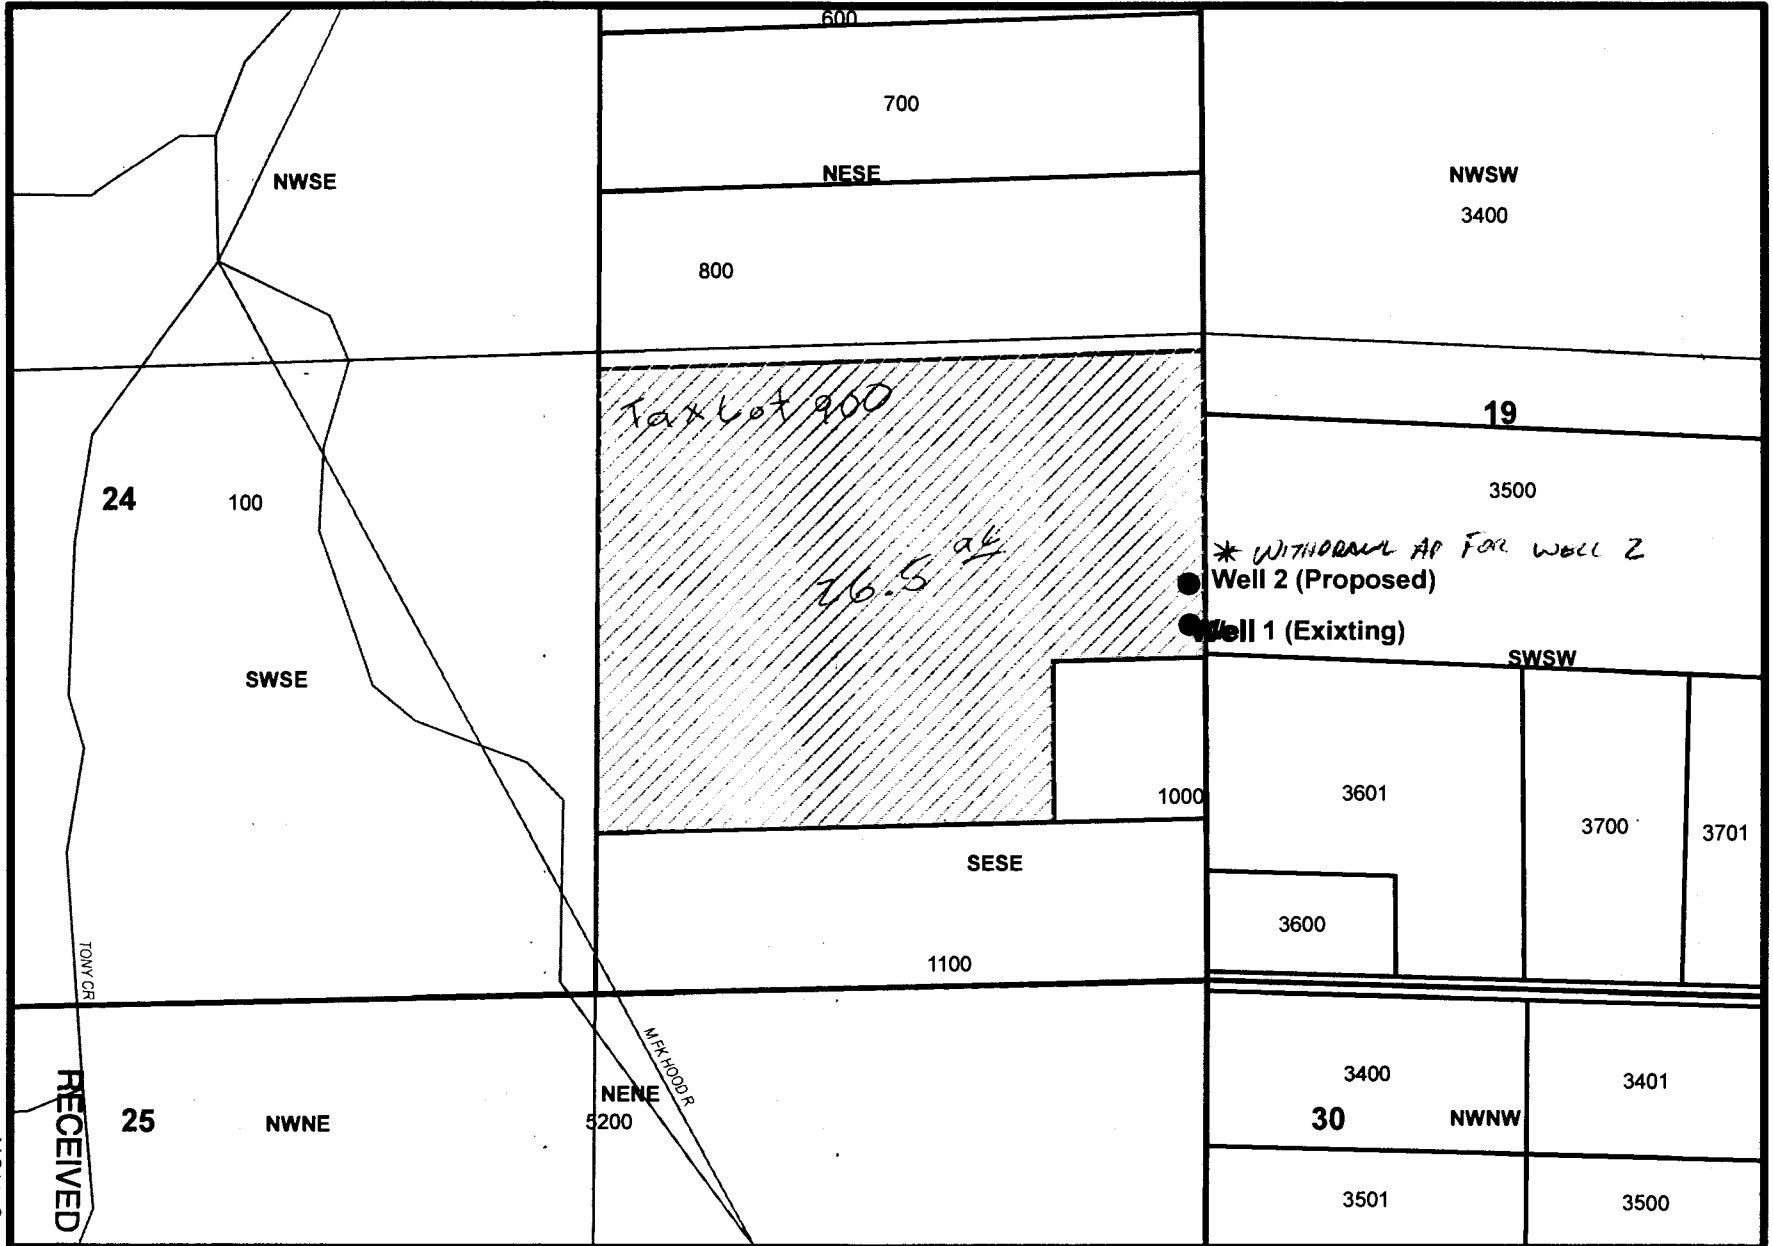 600
700
NWSE
NESE
NWSW
3400
800
Tax Lot 900
19
24
100
3500
26.5 ac
* WITHDRAWL AP FOR WELL 2
Well 2 (Proposed)
Well 1 (Exixting)
SWSW
SWSE
1000
3601
3700
3701
SESE
3600
1100
TONY CR
M FK HOOD R
3400
3401
RECEIVED
25
NWNE
NENE
5200
30
NWNW
3501
3500